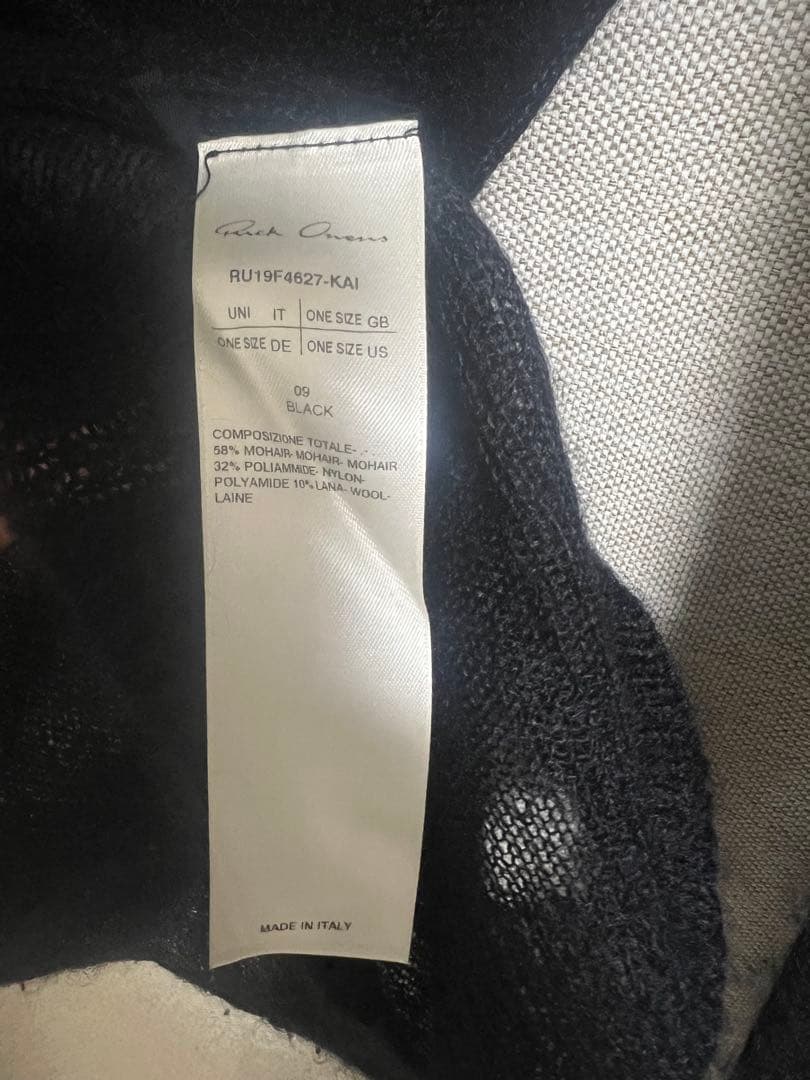 Rick Owens
RU19F4627-KAI
UNI IT ONE SIZE GB
ONE SIZE DE ONE SIZE US
09
BLACK
COMPOSIZIONE TOTALE- -
58% MOHAIR- MOHAIR- MOHAIR
32% POLIAMMIDE- NYLON-
POLYAMIDE 10% LANA- WOOL-
LAINE
MADE IN ITALY